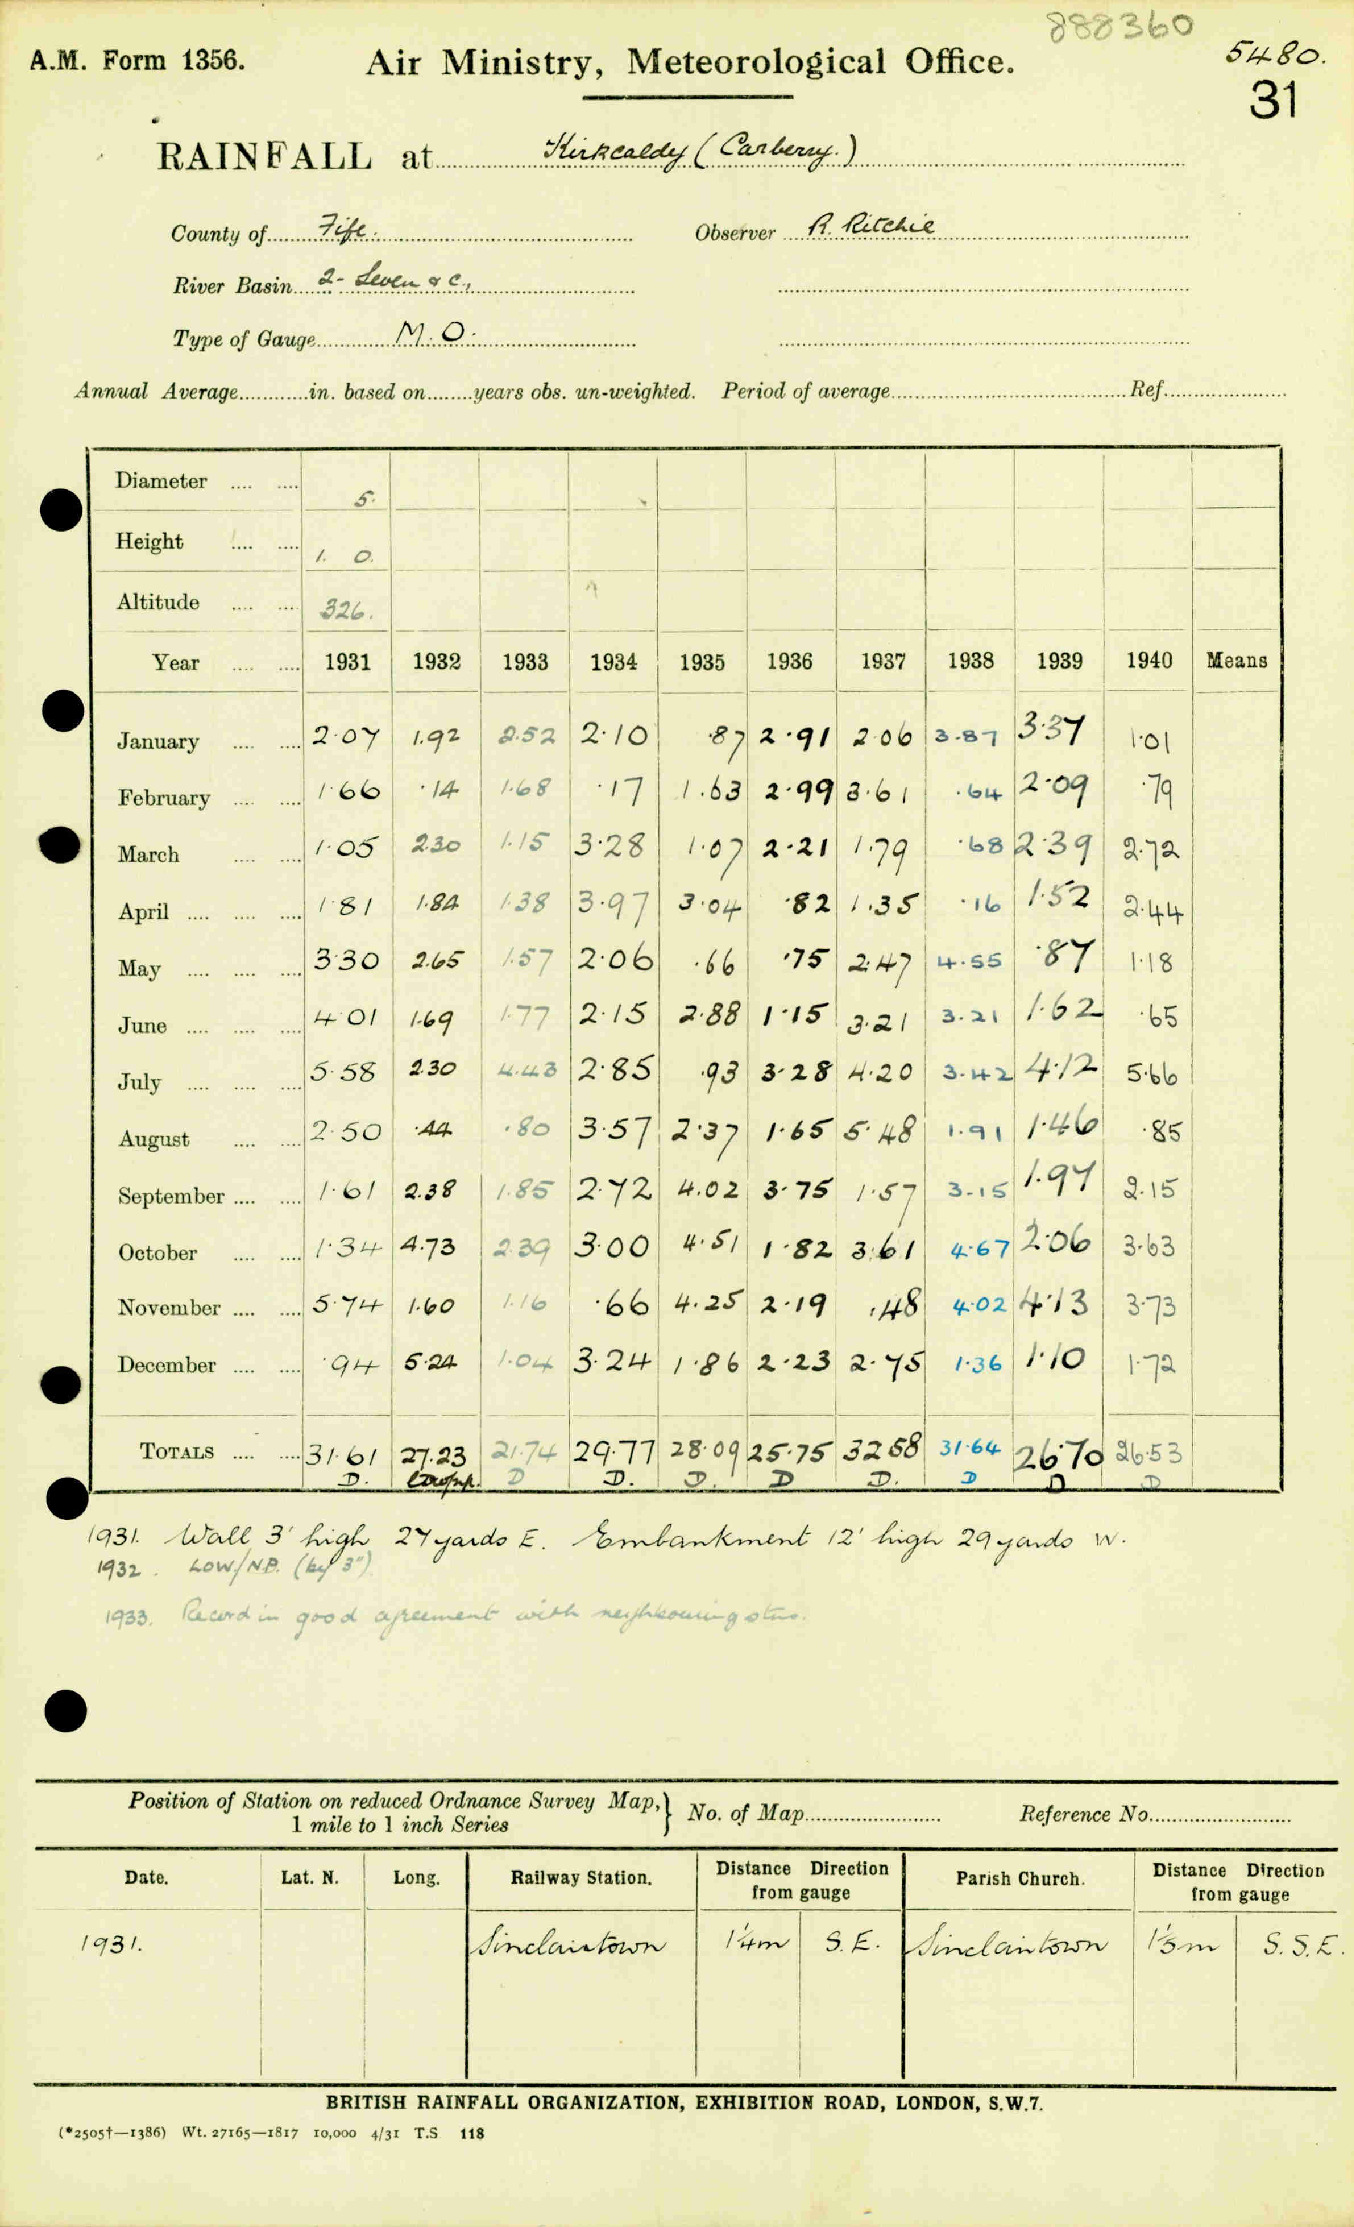 888360
A.M. Form 1356. Air Ministry, Meteorological Office. 5480.
31
RAINFALL at Kirkcaldy (Carberry.)
County of Fife. Observer R. Ritchie
River Basin 2- Leven & c.,
Type of Gauge M.O.
Annual Average in. based on years obs. un-weighted. Period of average Ref.
Diameter 5.
Height 1. 0.
Altitude 326.
Year 1931 1932 1933 1934 1935 1936 1937 1938 1939 1940 Means
January 2.07 1.92 2.52 2.10 .87 2.91 2.06 3.87 3.37 1.01
February 1.66 .14 1.68 .17 1.63 2.99 3.61 .64 2.09 .79
March 1.05 2.30 1.15 3.28 1.07 2.21 1.79 .68 2.39 2.72
April 1.81 1.84 1.38 3.97 3.04 .82 1.35 .16 1.52 2.44
May 3.30 2.65 1.57 2.06 .66 .75 2.47 4.55 .87 1.18
June 4.01 1.69 1.77 2.15 2.88 1.15 3.21 3.21 1.62 .65
July 5.58 2.30 4.43 2.85 .93 3.28 4.20 3.42 4.12 5.66
August 2.50 .44 .80 3.57 2.37 1.65 5.48 1.91 1.46 .85
September 1.61 2.38 1.85 2.72 4.02 3.75 1.57 3.15 1.97 2.15
October 1.34 4.73 2.39 3.00 4.51 1.82 3.61 4.67 2.06 3.63
November 5.74 1.60 1.16 .66 4.25 2.19 .48 4.02 4.13 3.73
December .94 5.24 1.04 3.24 1.86 2.23 2.75 1.36 1.10 1.72
TOTALS 31.61 27.23 21.74 29.77 28.09 25.75 32.58 31.64 26.70 26.53
D. Comp. D D. D. D D. D D D
1931. Wall 3' high 27 yards E. Embankment 12' high 29 yards W.
1932. LOW/N.P. (by 3")
1933. Record in good agreement with neighbouring stns.
Position of Station on reduced Ordnance Survey Map, 1 mile to 1 inch Series } No. of Map Reference No.
Date. Lat. N. Long. Railway Station. Distance Direction from gauge Parish Church. Distance Direction from gauge
1931. Sinclairtown 1¼m S.E. Sinclairtown 1·5m S.S.E.
BRITISH RAINFALL ORGANIZATION, EXHIBITION ROAD, LONDON, S.W.7.
(*2505†—1386) Wt. 27165—1817 10,000 4/31 T.S 118